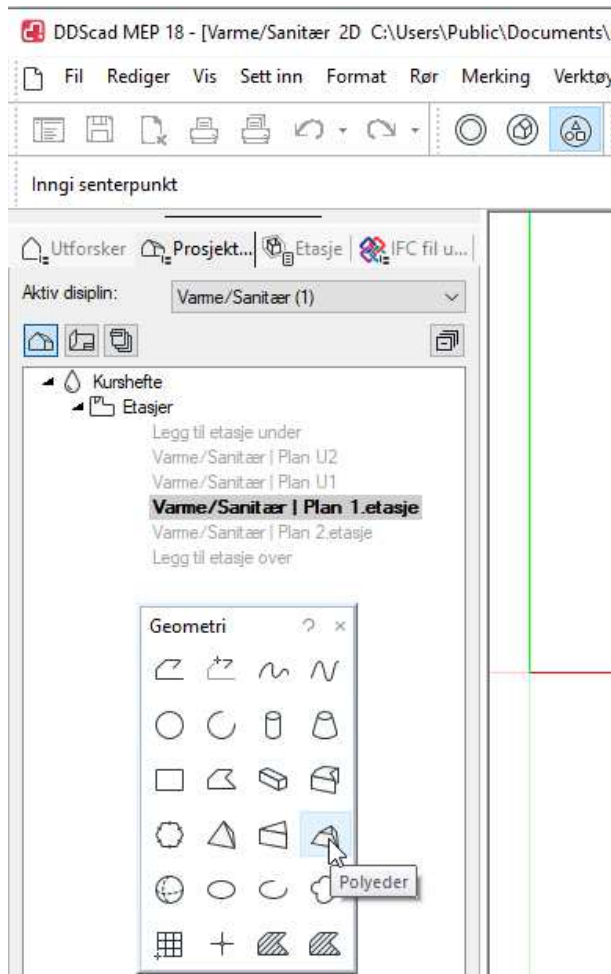 DDScad MEP 18 - [Varme/Sanitær 2D C:\Users\Public\Documents\
Fil Rediger Vis Sett inn Format Rør Merking Verktøy
Inngi senterpunkt
Utforsker Prosjekt... Etasje IFC fil u...
Aktiv disiplin: Varme/Sanitær (1)
Kurshefte
Etasjer
Legg til etasje under
Varme/Sanitær | Plan U2
Varme/Sanitær | Plan U1
Varme/Sanitær | Plan 1.etasje
Varme/Sanitær | Plan 2.etasje
Legg til etasje over
Geometri ? ×
Polyeder